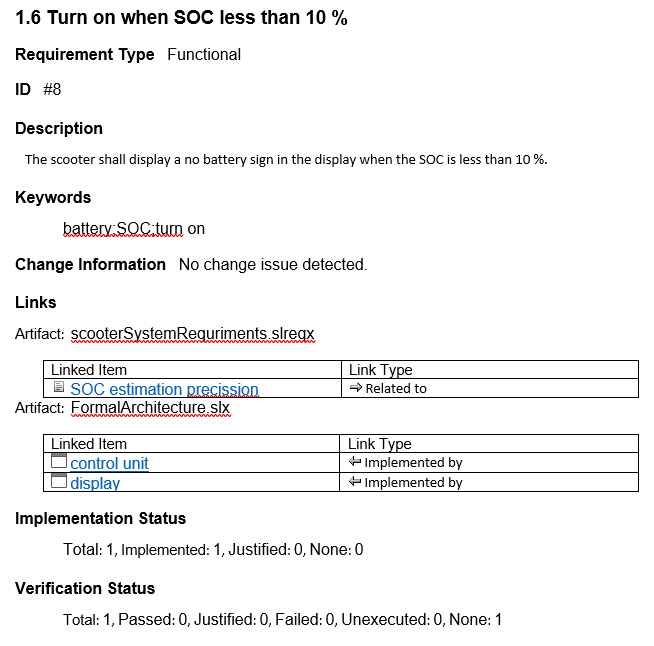 1.6 Turn on when SOC less than 10 %
Requirement Type Functional
ID #8
Description
The scooter shall display a no battery sign in the display when the SOC is less than 10 %.
Keywords
battery;SOC;turn on
Change Information No change issue detected.
Links
Artifact: scooterSystemRequriments.slreqx
Linked Item Link Type
SOC estimation precission ⇒ Related to
Artifact: FormalArchitecture.slx
Linked Item Link Type
control unit ⇐ Implemented by
display ⇐ Implemented by
Implementation Status
Total: 1, Implemented: 1, Justified: 0, None: 0
Verification Status
Total: 1, Passed: 0, Justified: 0, Failed: 0, Unexecuted: 0, None: 1